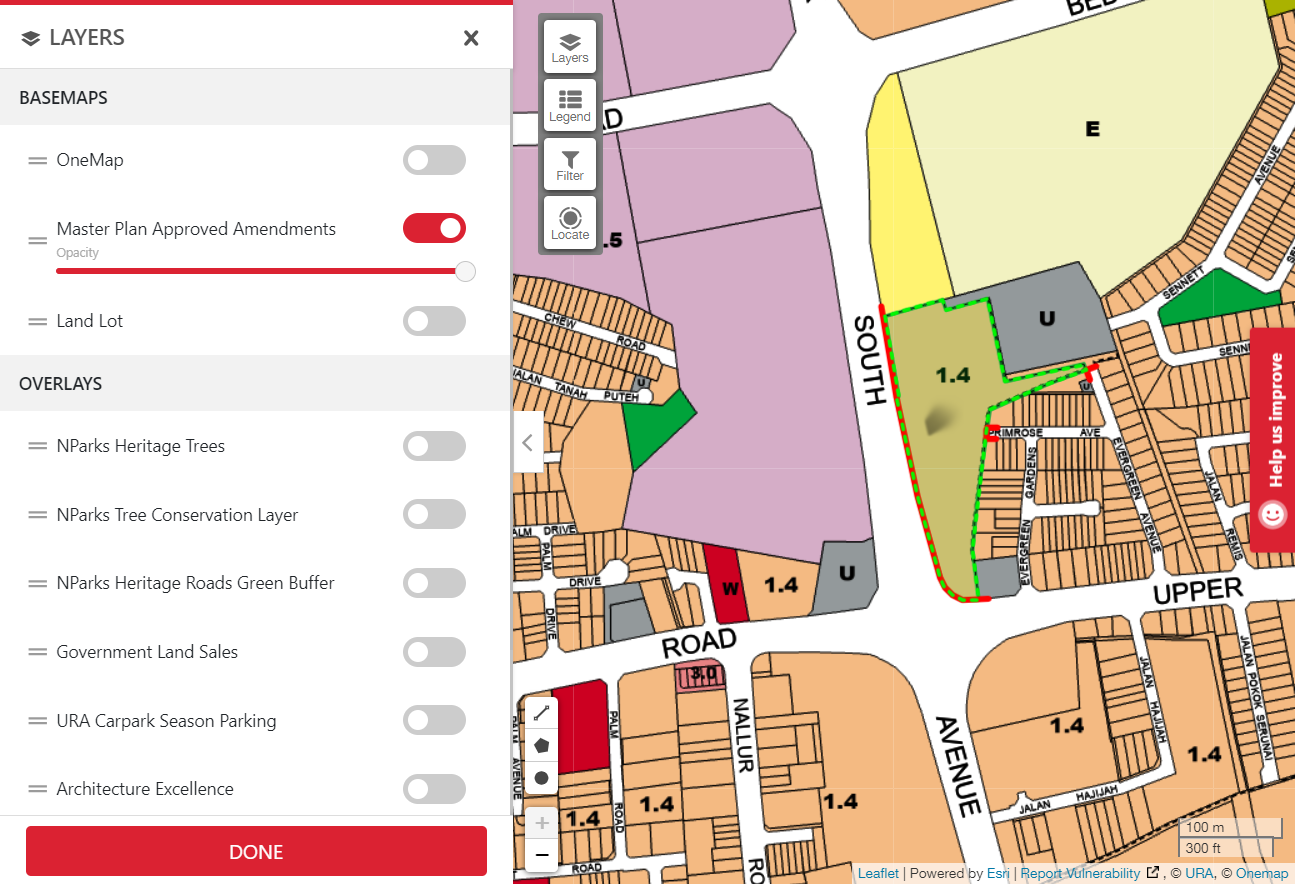 LAYERS
BASEMAPS
OneMap
Master Plan Approved Amendments
Opacity
Land Lot
OVERLAYS
NParks Heritage Trees
NParks Tree Conservation Layer
NParks Heritage Roads Green Buffer
Government Land Sales
URA Carpark Season Parking
Architecture Excellence
DONE
Layers
Legend
Filter
Locate
BED
AD
E
.5
AVENUE
SENNETT
SENN
CHEW
ROAD
U
SOUTH
U
JALAN TANAH PUTEH
1.4
U
PRIMROSE AVE
EVERGREEN
AVENUE
GARDENS
EVERGREEN
JALAN
REMIS
Help us improve
PALM DRIVE
PALM
DRIVE
DRIVE
W
1.4
U
UPPER
ROAD
3.0
NALLUR
RO
AVENUE
PALM
ROAD
PALM AVENUE
1.4
1.4
1.4
1.4
1.4
JALAN
HAJIJAH
JALAN HAJIJAH
JALAN POKOK SERUNAI
ROAD
100 m
300 ft
Leaflet | Powered by Esri | Report Vulnerability , © URA, © Onemap